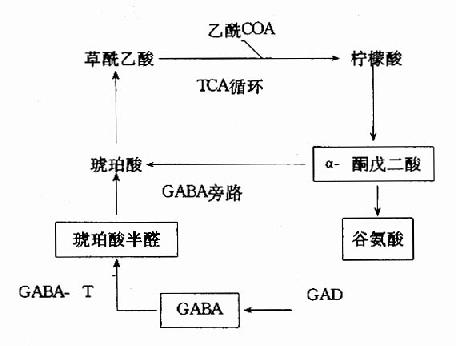 乙酰COA
草酰乙酸
柠檬酸
TCA循环
琥珀酸
α- 酮戊二酸
GABA旁路
琥珀酸半醛
谷氨酸
GABA- T
GABA
GAD